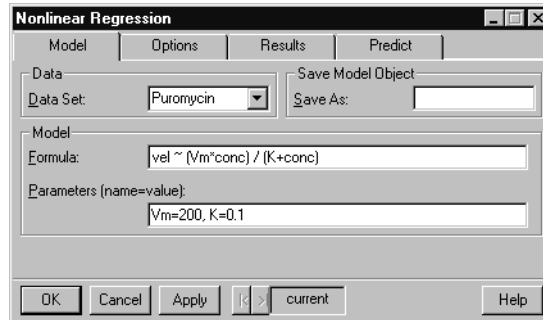 Nonlinear Regression
Model Options Results Predict
Data
Data Set: Puromycin
Save Model Object
Save As:
Model
Formula: vel ~ (Vm*conc) / (K+conc)
Parameters (name=value):
Vm=200, K=0.1
OK Cancel Apply current Help